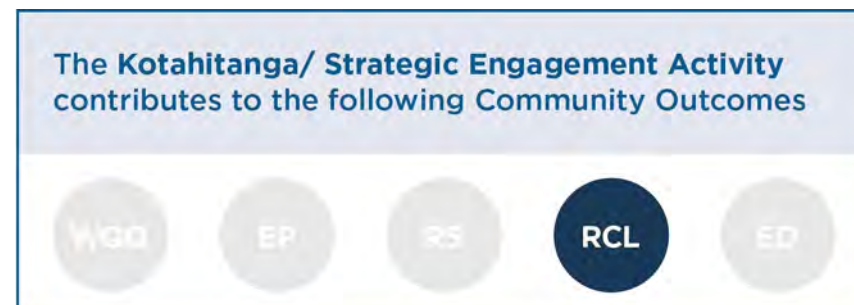 The Kotahitanga/ Strategic Engagement Activity
contributes to the following Community Outcomes
EP RS RCL ED